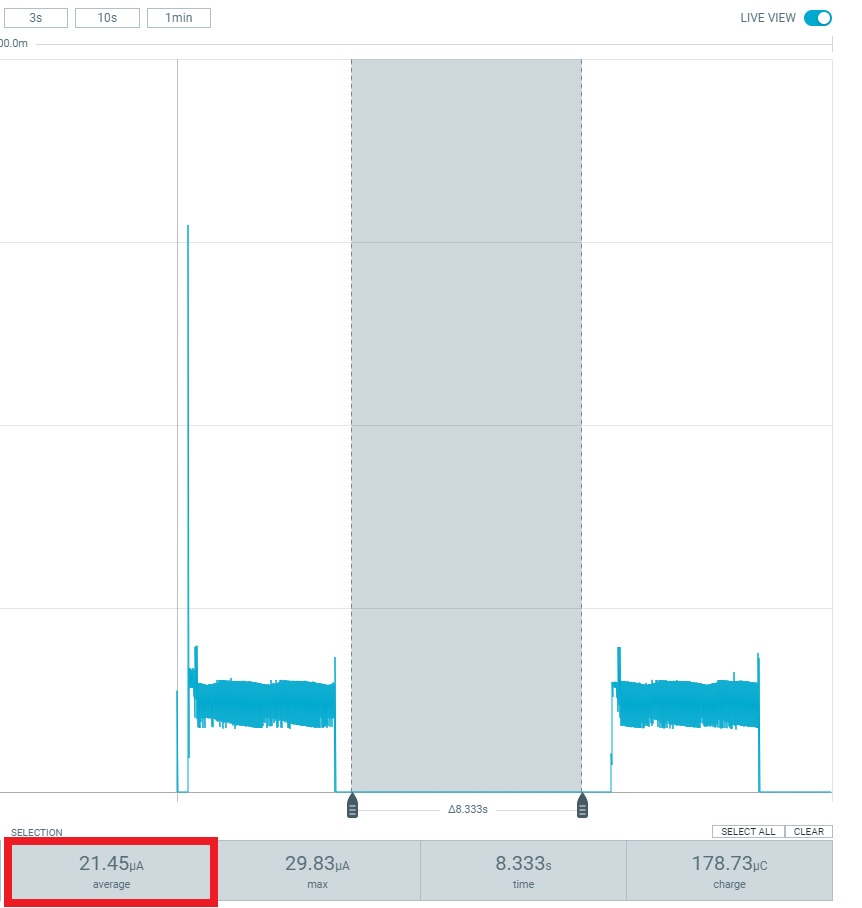 3s 10s 1min LIVE VIEW
00.0m
Δ8.333s
SELECTION SELECT ALL CLEAR
21.45µA 29.83µA 8.333s 178.73µC
average max time charge